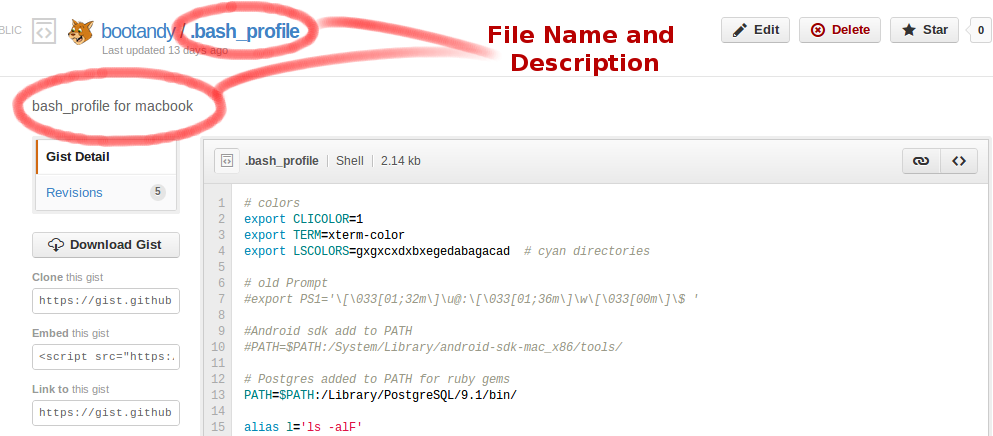 BLIC bootandy / .bash_profile Edit Delete Star 0
Last updated 13 days ago
File Name and
Description
bash_profile for macbook
Gist Detail
Revisions 5
Download Gist
Clone this gist
https://gist.github
Embed this gist
<script src="https:.
Link to this gist
https://gist.github
.bash_profile Shell 2.14 kb
1 # colors
2 export CLICOLOR=1
3 export TERM=xterm-color
4 export LSCOLORS=gxgxcxdxbxegedabagacad # cyan directories
5
6 # old Prompt
7 #export PS1='\[\033[01;32m\]\u@:\[\033[01;36m\]\w\[\033[00m\]\$ '
8
9 #Android sdk add to PATH
10 #PATH=$PATH:/System/Library/android-sdk-mac_x86/tools/
11
12 # Postgres added to PATH for ruby gems
13 PATH=$PATH:/Library/PostgreSQL/9.1/bin/
14
15 alias l='ls -alF'